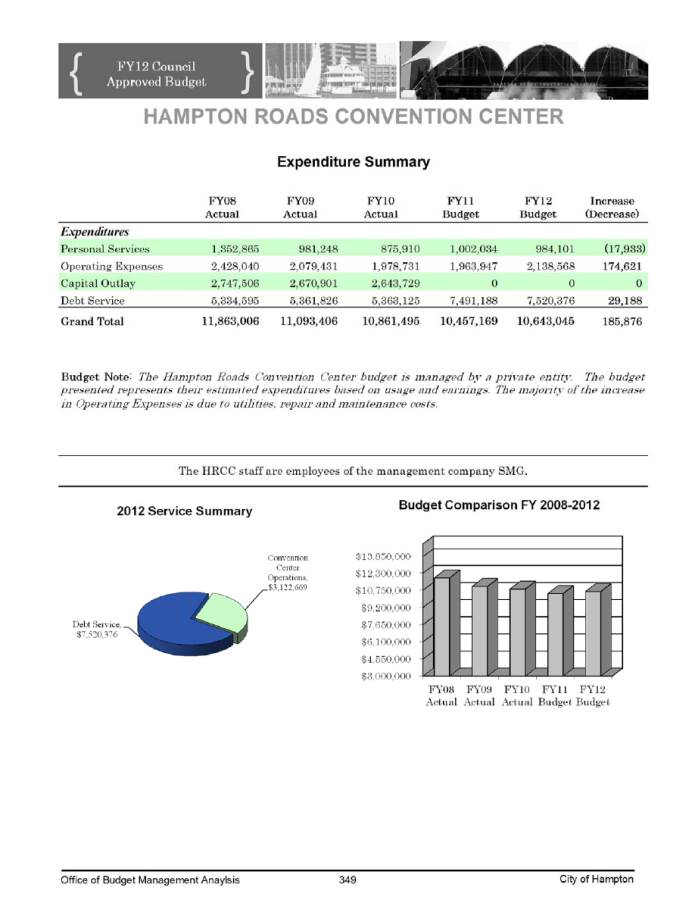 FY12 Council
Approved Budget
HAMPTON ROADS CONVENTION CENTER
Expenditure Summary
FY08 FY09 FY10 FY11 FY12 Increase
Actual Actual Actual Budget Budget (Decrease)
Expenditures
Personal Services 1,352,865 981,248 875,910 1,002,034 984,101 (17,933)
Operating Expenses 2,428,040 2,079,431 1,978,731 1,963,947 2,138,568 174,621
Capital Outlay 2,747,506 2,670,901 2,643,729 0 0 0
Debt Service 5,334,595 5,361,826 5,363,125 7,491,188 7,520,376 29,188
Grand Total 11,863,006 11,093,406 10,861,495 10,457,169 10,643,045 185,876
Budget Note: The Hampton Roads Convention Center budget is managed by a private entity. The budget
presented represents their estimated expenditures based on usage and earnings. The majority of the increase
in Operating Expenses is due to utilities, repair and maintenance costs.
The HRCC staff are employees of the management company SMG.
2012 Service Summary
Convention
Center
Operations,
$3,122,669
Debt Service,
$7,520,376
Budget Comparison FY 2008-2012
$13,850,000
$12,300,000
$10,750,000
$9,200,000
$7,650,000
$6,100,000
$4,550,000
$3,000,000
FY08 FY09 FY10 FY11 FY12
Actual Actual Actual Budget Budget
Office of Budget Management Anaylsis 349 City of Hampton